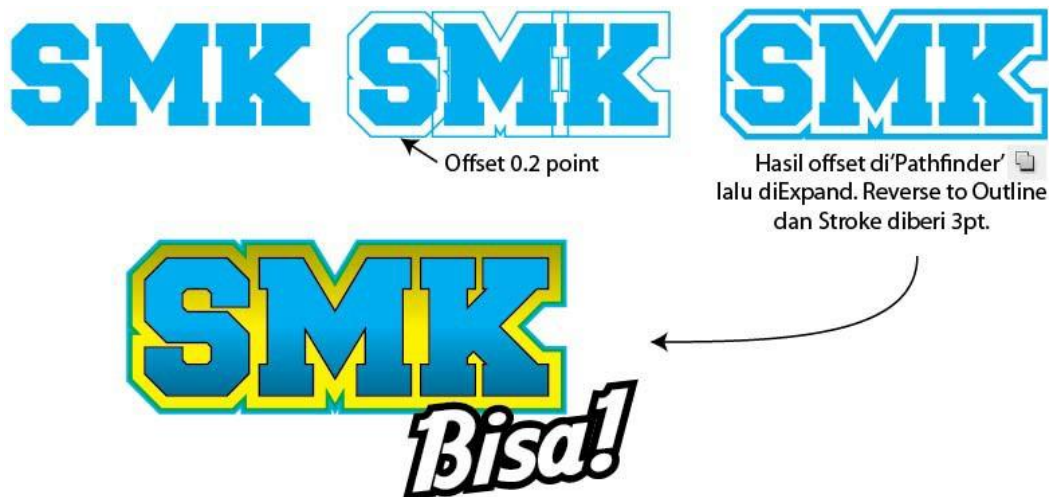 SMK
SMK
SMK
Offset 0.2 point
Hasil offset di'Pathfinder'
lalu diExpand. Reverse to Outline
dan Stroke diberi 3pt.
SMK
Bisa!